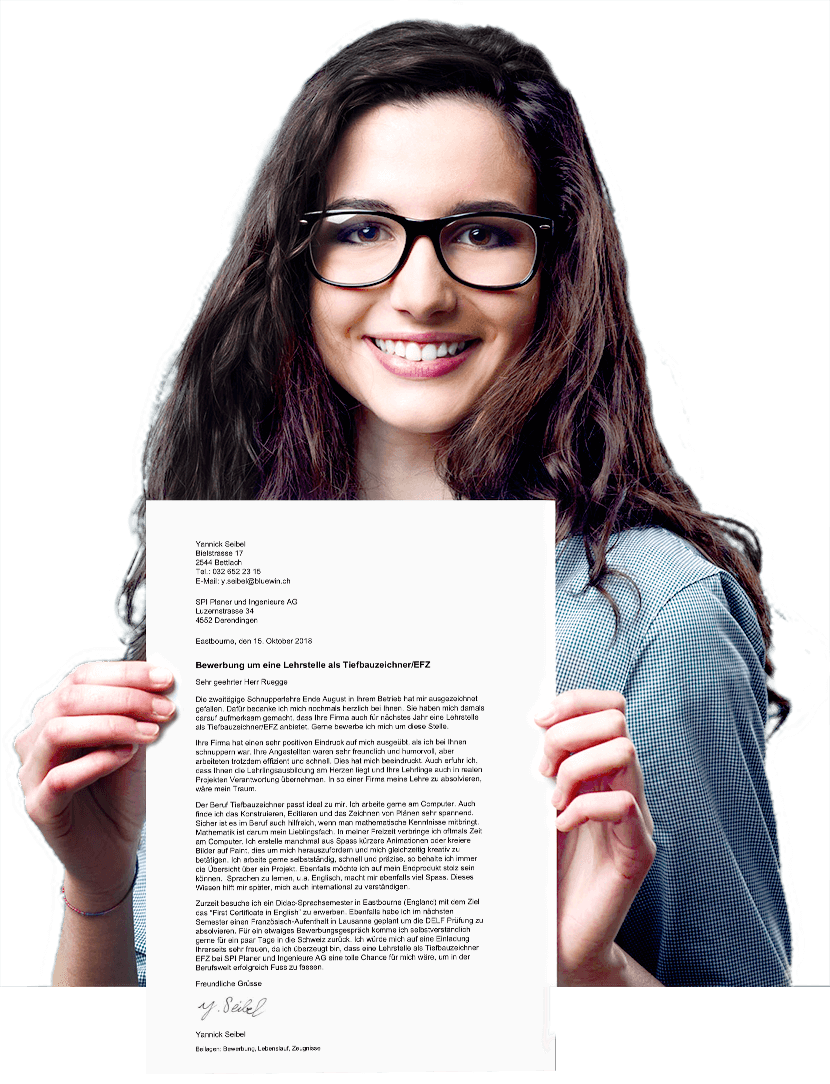 Yannick Seibel
Bielstrasse 17
2544 Bettlach
Tel.: 032 652 23 15
E-Mail: y.seibel@bluewin.ch
SPI Planer und Ingenieure AG
Luzernstrasse 34
4552 Derendingen
Eastbourne, den 15. Oktober 2018
Bewerbung um eine Lehrstelle als Tiefbauzeichner/EFZ
Sehr geehrter Herr Ruegge
Die zweitägige Schnupperlehre Ende August in Ihrem Betrieb hat mir ausgezeichnet
gefallen. Dafür bedanke ich mich nochmals herzlich bei Ihnen. Sie haben mich damals
darauf aufmerksam gemacht, dass Ihre Firma auch für nächstes Jahr eine Lehrstelle
als Tiefbauzeichner/EFZ anbietet. Gerne bewerbe ich mich um diese Stelle.
Ihre Firma hat einen sehr positiven Eindruck auf mich ausgeübt, als ich bei Ihnen
schnuppern war. Ihre Angestellten waren sehr freundlich und humorvoll, aber
arbeiteten trotzdem effizient und schnell. Dies hat mich beeindruckt. Auch erfuhr ich,
dass Ihnen die Lehrlingsausbildung am Herzen liegt und Ihre Lehrlinge auch in realen
Projekten Verantwortung übernehmen. In so einer Firma meine Lehre zu absolvieren,
wäre mein Traum.
Der Beruf Tiefbauzeichner passt ideal zu mir. Ich arbeite gerne am Computer. Auch
finde ich das Konstruieren, Editieren und das Zeichnen von Plänen sehr spannend.
Sicher ist es im Beruf auch hilfreich, wenn man mathematische Kenntnisse mitbringt.
Mathematik ist darum mein Lieblingsfach. In meiner Freizeit verbringe ich oftmals Zeit
am Computer. Ich erstelle manchmal aus Spass kürzere Animationen oder kreiere
Bilder auf Paint, dies um mich herauszufordern und mich gleichzeitig kreativ zu
betätigen. Ich arbeite gerne selbstständig, schnell und präzise, so behalte ich immer
die Übersicht über ein Projekt. Ebenfalls möchte ich auf mein Endprodukt stolz sein
können. Sprachen zu lernen, u.a. Englisch, macht mir ebenfalls viel Spass. Dieses
Wissen hilft mir später, mich auch international zu verständigen.
Zurzeit besuche ich ein Didac-Sprachsemester in Eastbourne (England) mit dem Ziel
das "First Certificate in English" zu erwerben. Ebenfalls habe ich im nächsten
Semester einen Französisch-Aufenthalt in Lausanne geplant um die DELF Prüfung zu
absolvieren. Für ein etwaiges Bewerbungsgespräch komme ich selbstverständlich
gerne für ein paar Tage in die Schweiz zurück. Ich würde mich auf eine Einladung
Ihrerseits sehr freuen, da ich überzeugt bin, dass eine Lehrstelle als Tiefbauzeichner
EFZ bei SPI Planer und Ingenieure AG eine tolle Chance für mich wäre, um in der
Berufswelt erfolgreich Fuss zu fassen.
Freundliche Grüsse
Y. Seibel
Yannick Seibel
Beilagen: Bewerbung, Lebenslauf, Zeugnisse